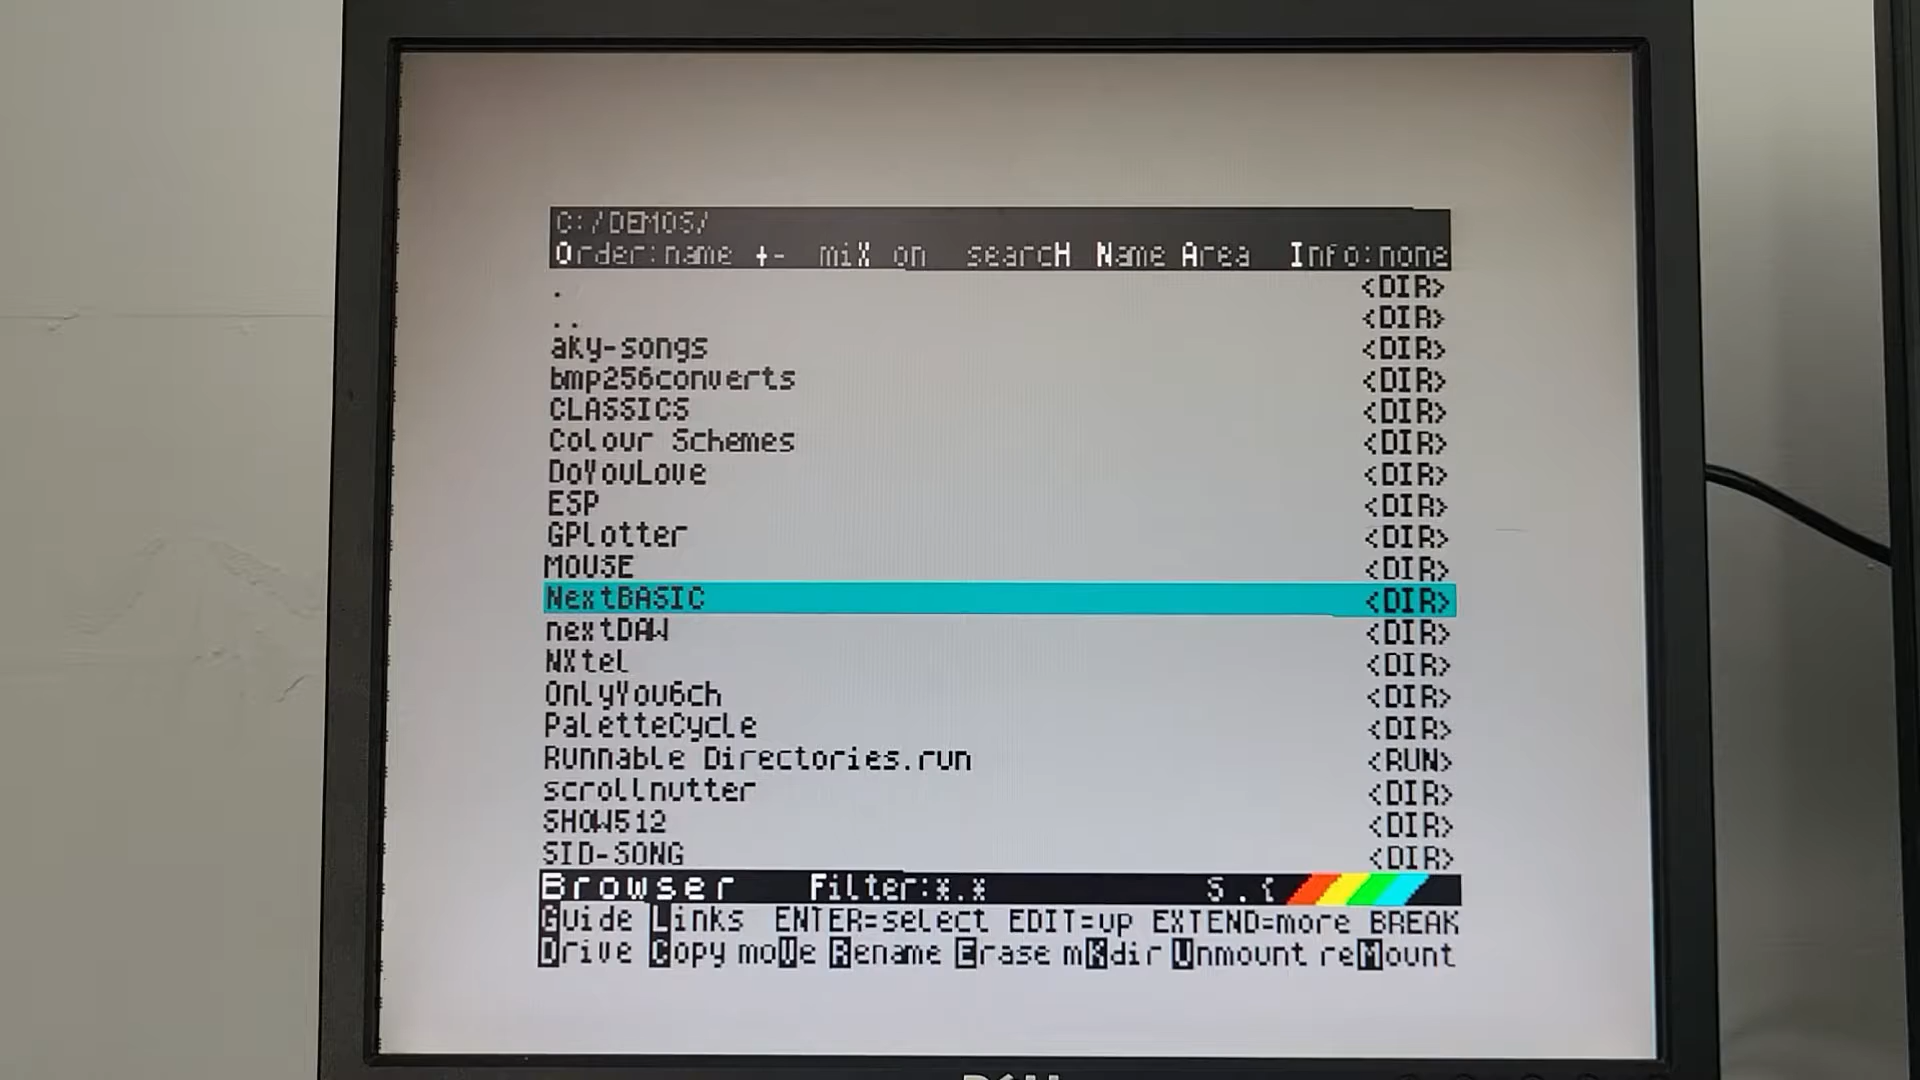 C:/DEMOS/
Order:name +- miX on searcH Name Area Info:none
. <DIR>
.. <DIR>
aky-songs <DIR>
bmp256converts <DIR>
CLASSICS <DIR>
Colour Schemes <DIR>
DoYouLove <DIR>
ESP <DIR>
GPlotter <DIR>
MOUSE <DIR>
NextBASIC <DIR>
nextDAW <DIR>
NXtel <DIR>
OnlyYou6ch <DIR>
PaletteCycle <DIR>
Runnable Directories.run <RUN>
scrollnutter <DIR>
SHOW512 <DIR>
SID-SONG <DIR>
Browser Filter:*.*
Guide Links ENTER=select EDIT=up EXTEND=more BREAK
Drive Copy moVe Rename Erase mKdir Unmount reMount